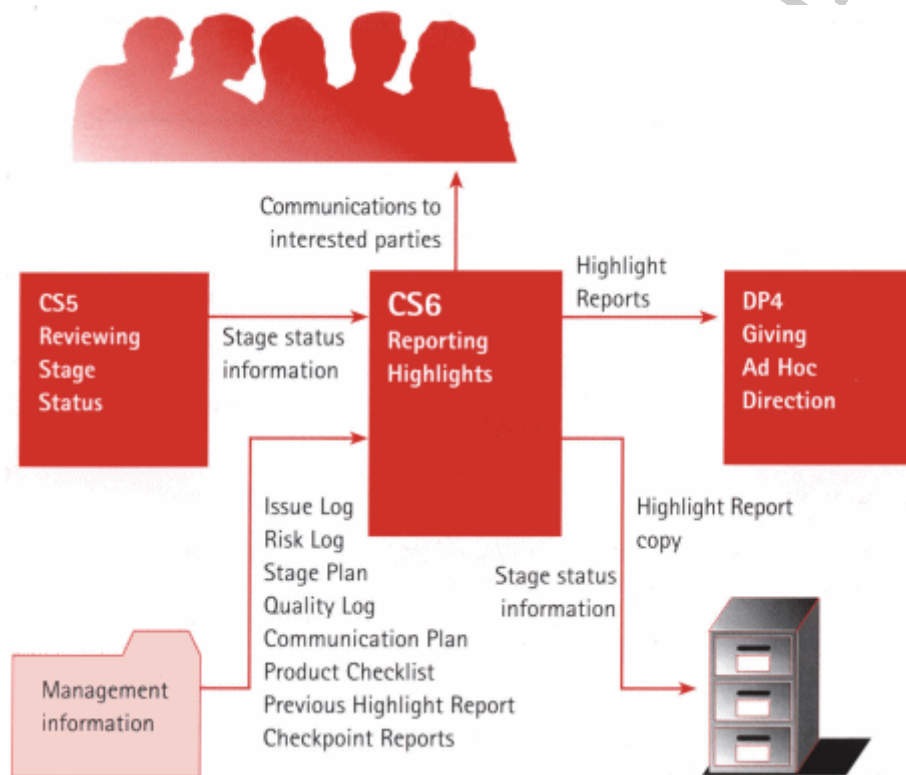 Communications to
interested parties
CS5
Reviewing
Stage
Status
Stage status
information
CS6
Reporting
Highlights
Highlight
Reports
DP4
Giving
Ad Hoc
Direction
Management
information
Issue Log
Risk Log
Stage Plan
Quality Log
Communication Plan
Product Checklist
Previous Highlight Report
Checkpoint Reports
Stage status
information
Highlight Report
copy